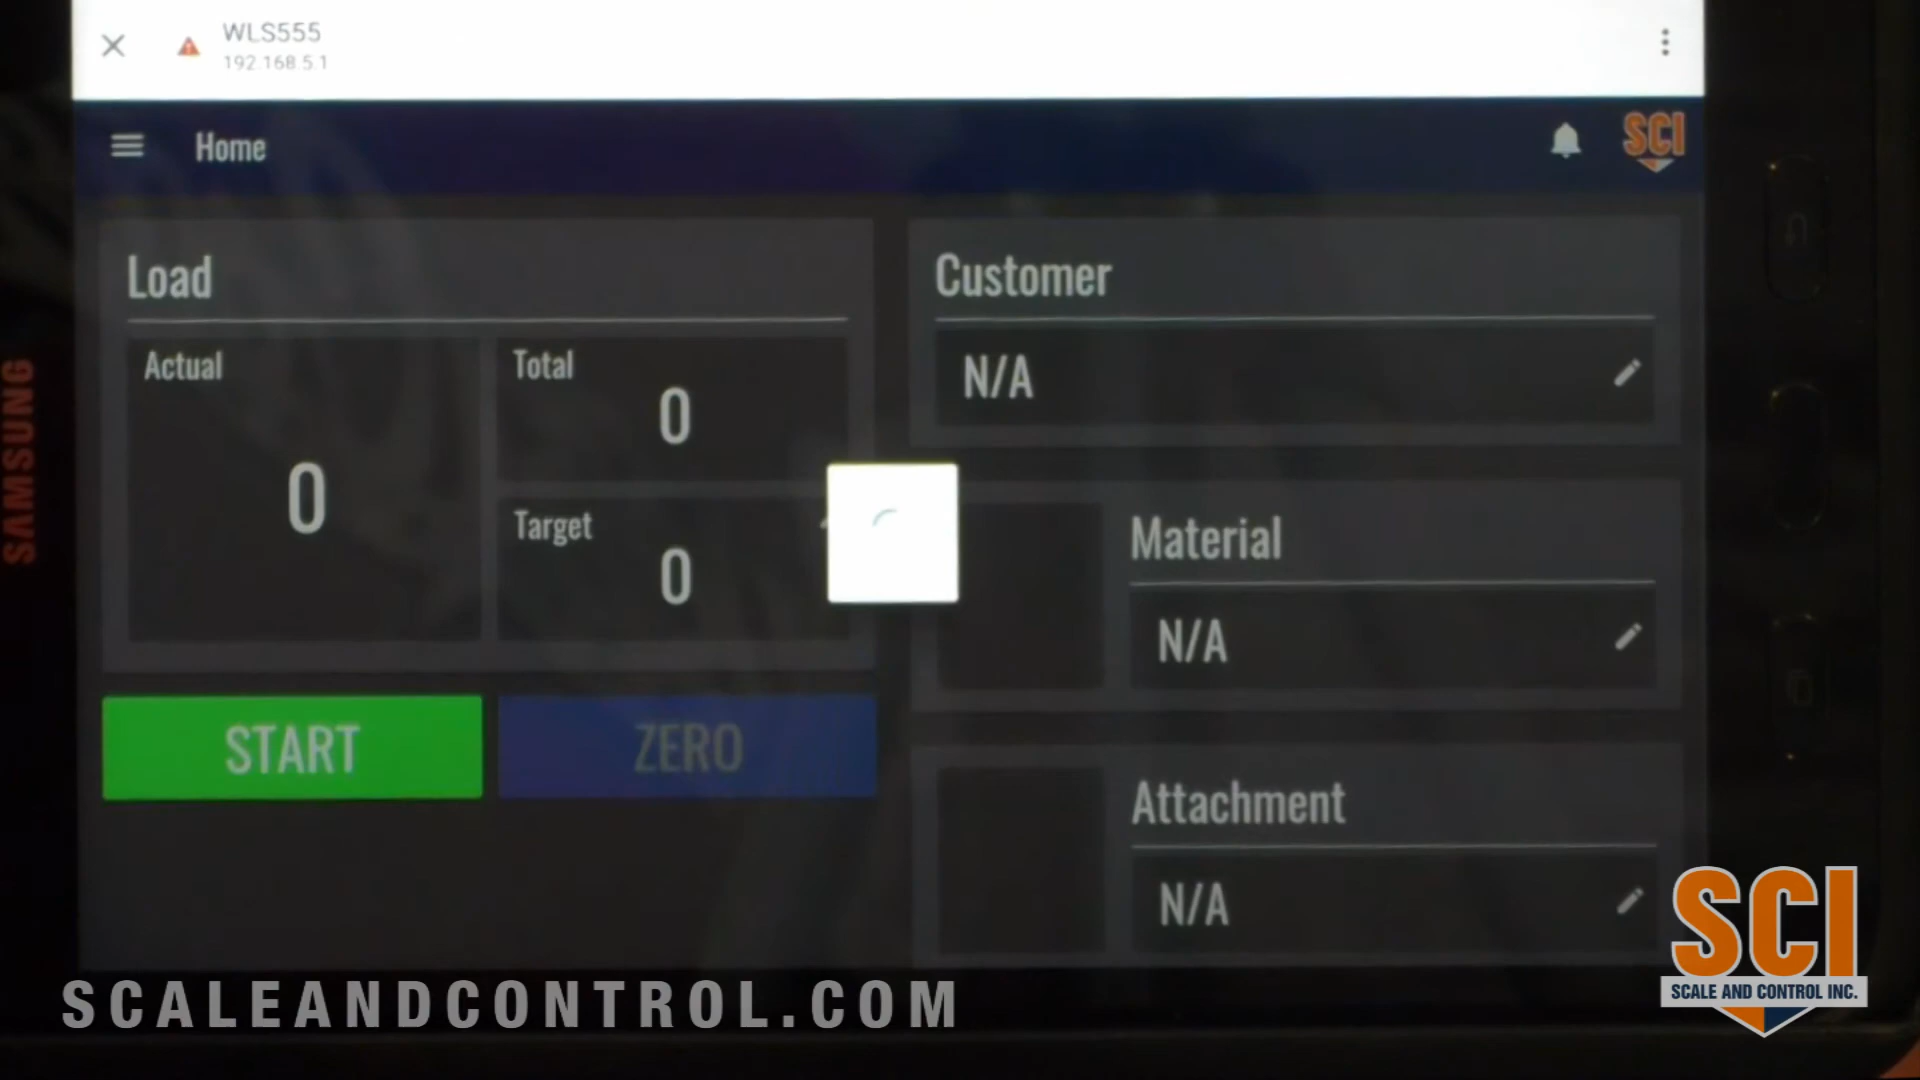 WLS555
192.168.5.1
Home
SCI
Load
Actual
0
Total
0
Target
0
START
ZERO
Customer
N/A
Material
N/A
Attachment
N/A
SAMSUNG
SCALEANDCONTROL.COM
SCI
SCALE AND CONTROL INC.